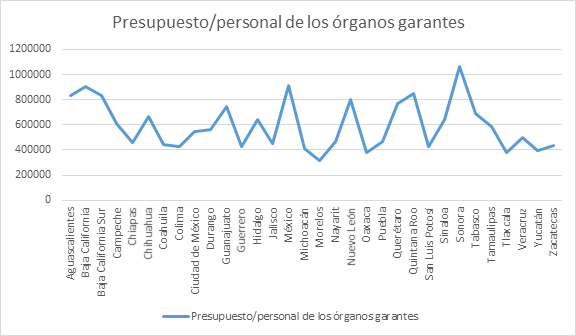 Presupuesto/personal de los órganos garantes
1200000
1000000
800000
600000
400000
200000
0
Aguascalientes
Baja California
Baja California Sur
Campeche
Chiapas
Chihuahua
Coahuila
Colima
Ciudad de México
Durango
Guanajuato
Guerrero
Hidalgo
Jalisco
México
Michoacán
Morelos
Nayarit
Nuevo León
Oaxaca
Puebla
Querétaro
Quintana Roo
San Luis Potosí
Sinaloa
Sonora
Tabasco
Tamaulipas
Tlaxcala
Veracruz
Yucatán
Zacatecas
Presupuesto/personal de los órganos garantes